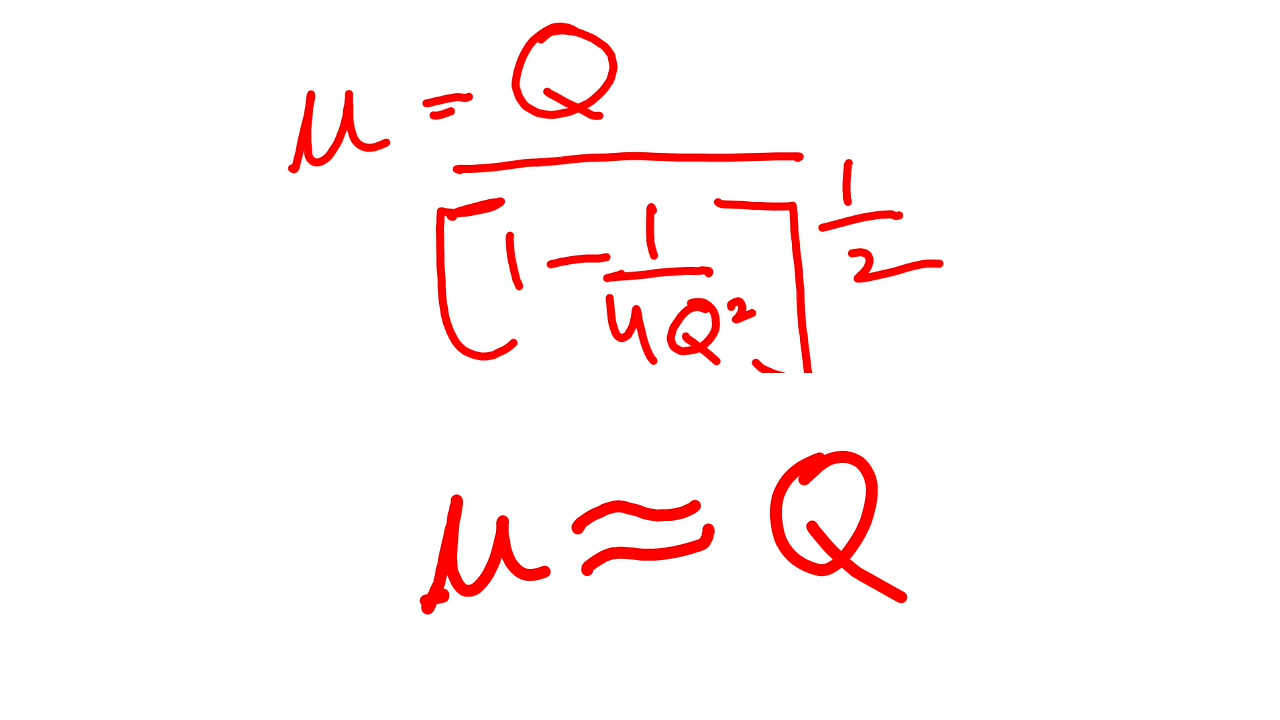 μ = Q / [1 - 1/4Q²]^1/2
μ ≈ Q